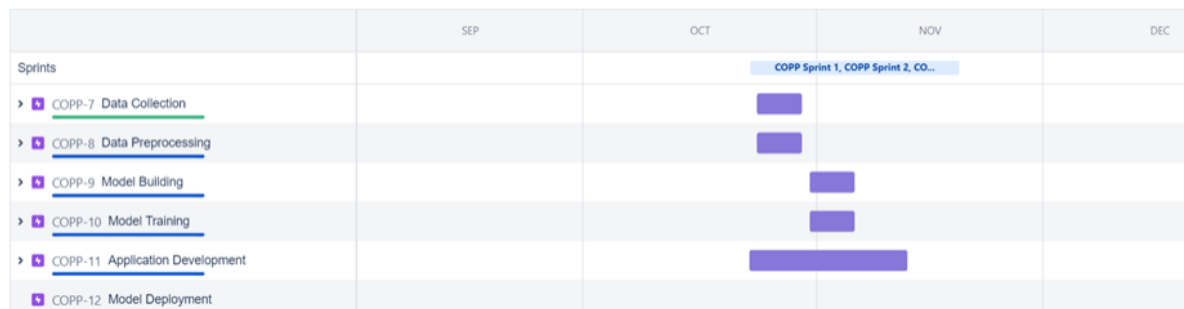 SEP OCT NOV DEC
Sprints COPP Sprint 1, COPP Sprint 2, CO...
COPP-7 Data Collection
COPP-8 Data Preprocessing
COPP-9 Model Building
COPP-10 Model Training
COPP-11 Application Development
COPP-12 Model Deployment